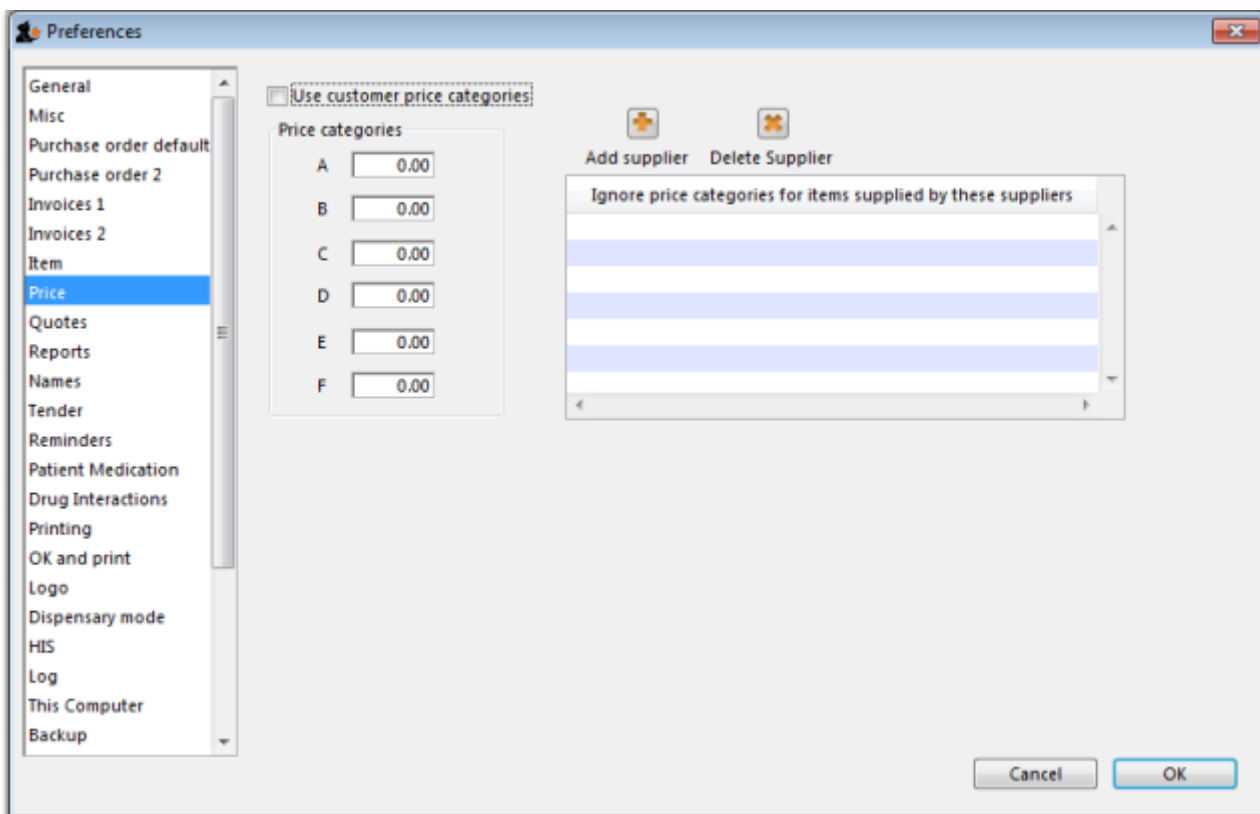 Preferences
General
Misc
Purchase order default
Purchase order 2
Invoices 1
Invoices 2
Item
Price
Quotes
Reports
Names
Tender
Reminders
Patient Medication
Drug Interactions
Printing
OK and print
Logo
Dispensary mode
HIS
Log
This Computer
Backup
Use customer price categories
Price categories
A 0.00
B 0.00
C 0.00
D 0.00
E 0.00
F 0.00
Add supplier Delete Supplier
Ignore price categories for items supplied by these suppliers
Cancel OK